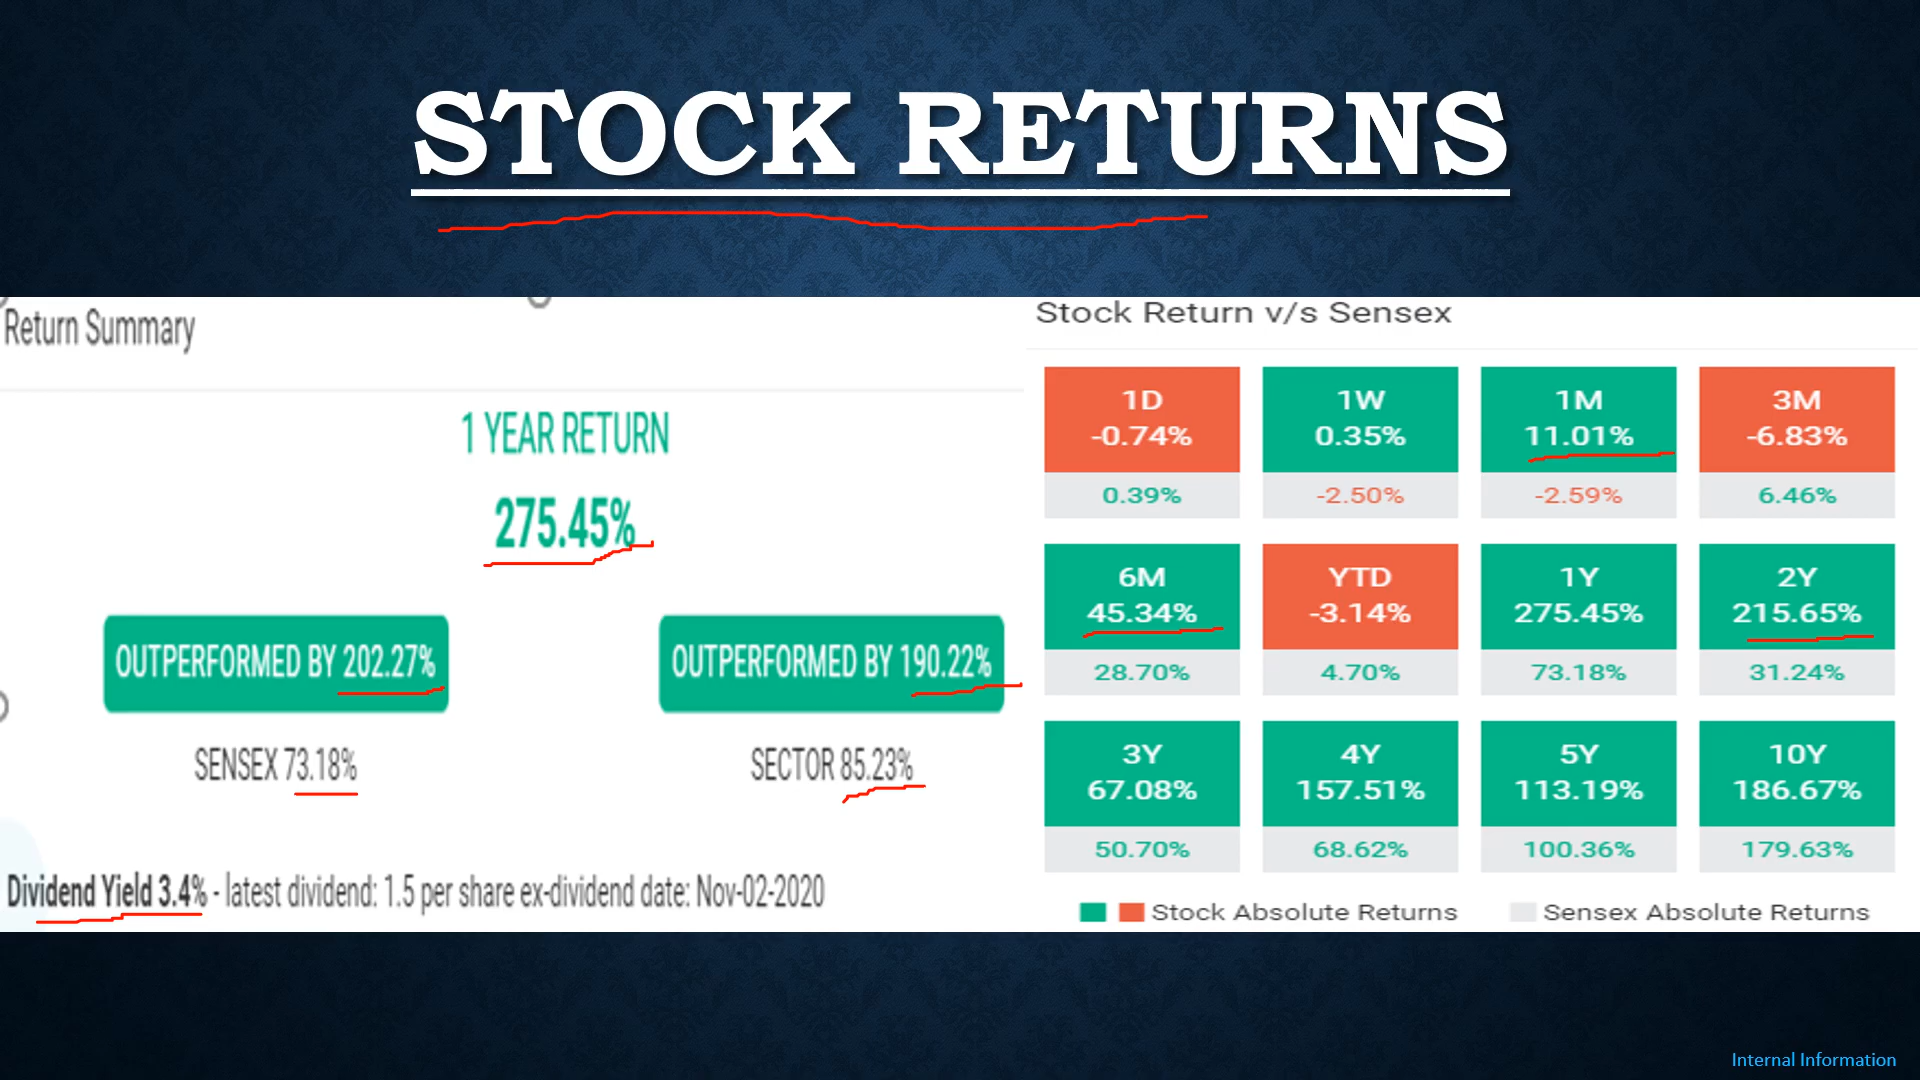 STOCK RETURNS
Return Summary
1 YEAR RETURN
275.45%
OUTPERFORMED BY 202.27%
SENSEX 73.18%
OUTPERFORMED BY 190.22%
SECTOR 85.23%
Dividend Yield 3.4% - latest dividend: 1.5 per share ex-dividend date: Nov-02-2020
Stock Return v/s Sensex
1D
-0.74%
0.39%
1W
0.35%
-2.50%
1M
11.01%
-2.59%
3M
-6.83%
6.46%
6M
45.34%
28.70%
YTD
-3.14%
4.70%
1Y
275.45%
73.18%
2Y
215.65%
31.24%
3Y
67.08%
50.70%
4Y
157.51%
68.62%
5Y
113.19%
100.36%
10Y
186.67%
179.63%
Stock Absolute Returns
Sensex Absolute Returns
Internal Information